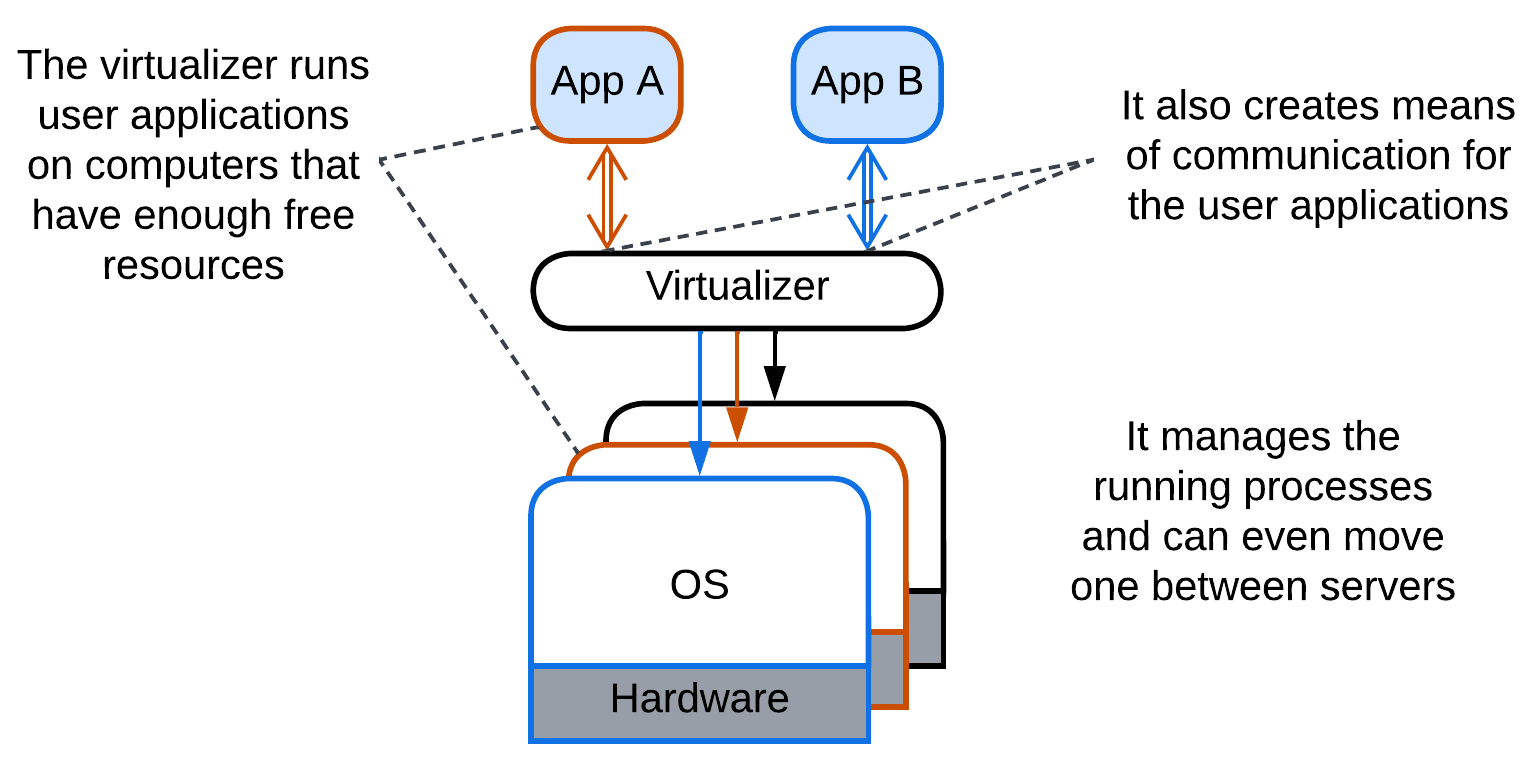 The virtualizer runs
user applications
on computers that
have enough free
resources
App A
App B
It also creates means
of communication for
the user applications
Virtualizer
It manages the
running processes
and can even move
one between servers
OS
Hardware